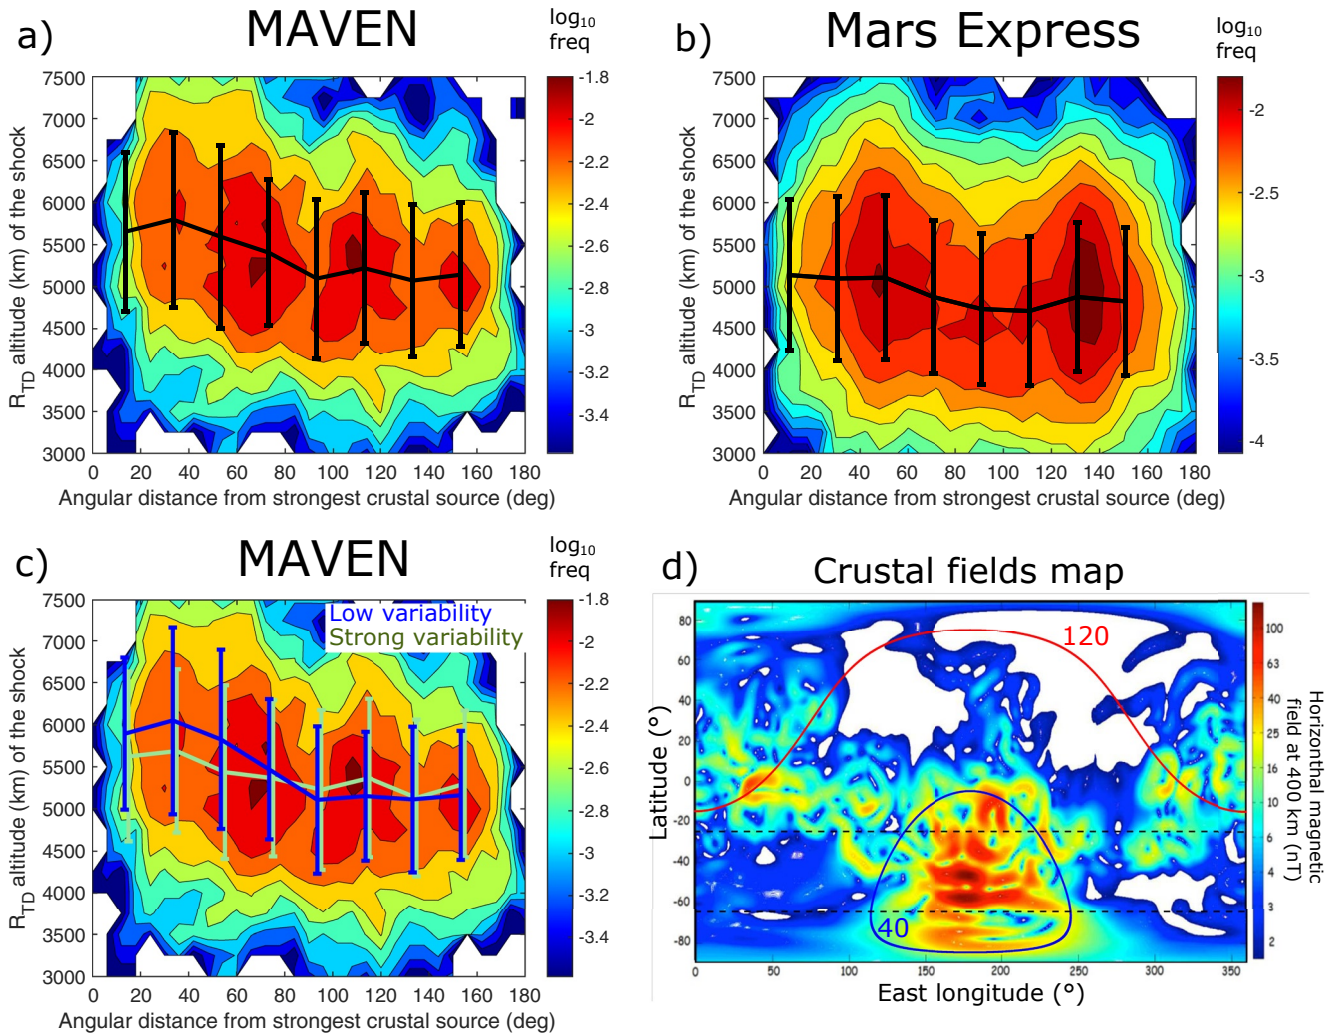 a)
MAVEN
log10
freq
7500
7000
6500
6000
5500
5000
4500
4000
3500
3000
RTD altitude (km) of the shock
0 20 40 60 80 100 120 140 160 180
Angular distance from strongest crustal source (deg)
-1.8
-2
-2.2
-2.4
-2.6
-2.8
-3
-3.2
-3.4
b)
Mars Express
log10
freq
7500
7000
6500
6000
5500
5000
4500
4000
3500
3000
RTD altitude (km) of the shock
0 20 40 60 80 100 120 140 160 180
Angular distance from strongest crustal source (deg)
-2
-2.5
-3
-3.5
-4
c)
MAVEN
log10
freq
Low variability
Strong variability
7500
7000
6500
6000
5500
5000
4500
4000
3500
3000
RTD altitude (km) of the shock
0 20 40 60 80 100 120 140 160 180
Angular distance from strongest crustal source (deg)
-1.8
-2
-2.2
-2.4
-2.6
-2.8
-3
-3.2
-3.4
d)
Crustal fields map
120
40
80
60
40
20
0
-20
-40
-60
-80
Latitude (°)
0 50 100 150 200 250 300 350
East longitude (°)
100
63
40
25
16
10
6
4
3
2
Horizonthal magnetic
field at 400 km (nT)